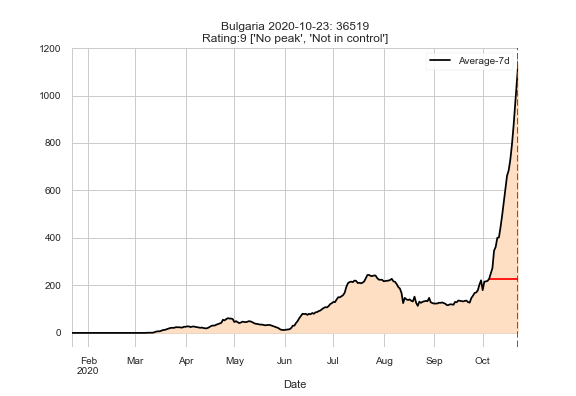 Bulgaria 2020-10-23: 36519
Rating:9 ['No peak', 'Not in control']
Average-7d
1200
1000
800
600
400
200
0
Feb Mar Apr May Jun Jul Aug Sep Oct
2020
Date